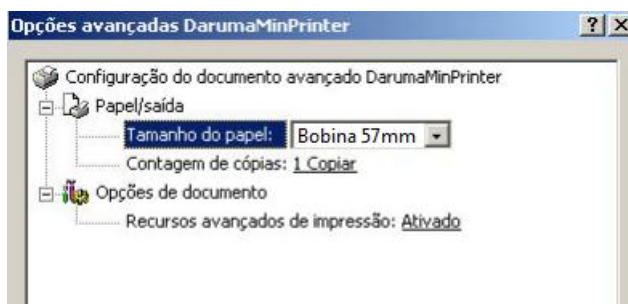 Opções avançadas DarumaMinPrinter
Configuração do documento avançado DarumaMinPrinter
Papel/saída
Tamanho do papel: Bobina 57mm
Contagem de cópias: 1 Copiar
Opções de documento
Recursos avançados de impressão: Ativado